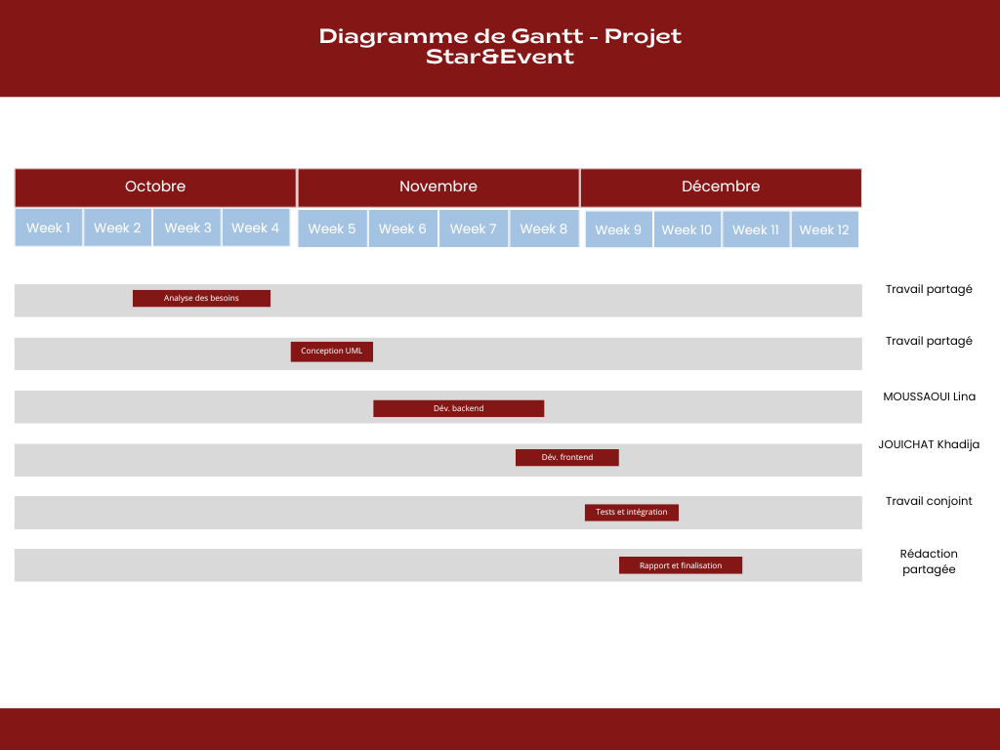 Diagramme de Gantt - Projet
Star&Event
Octobre Novembre Décembre
Week 1 Week 2 Week 3 Week 4 Week 5 Week 6 Week 7 Week 8 Week 9 Week 10 Week 11 Week 12
Analyse des besoins Travail partagé
Conception UML Travail partagé
Dév. backend MOUSSAOUI Lina
Dév. frontend JOUICHAT Khadija
Tests et intégration Travail conjoint
Rapport et finalisation Rédaction
partagée